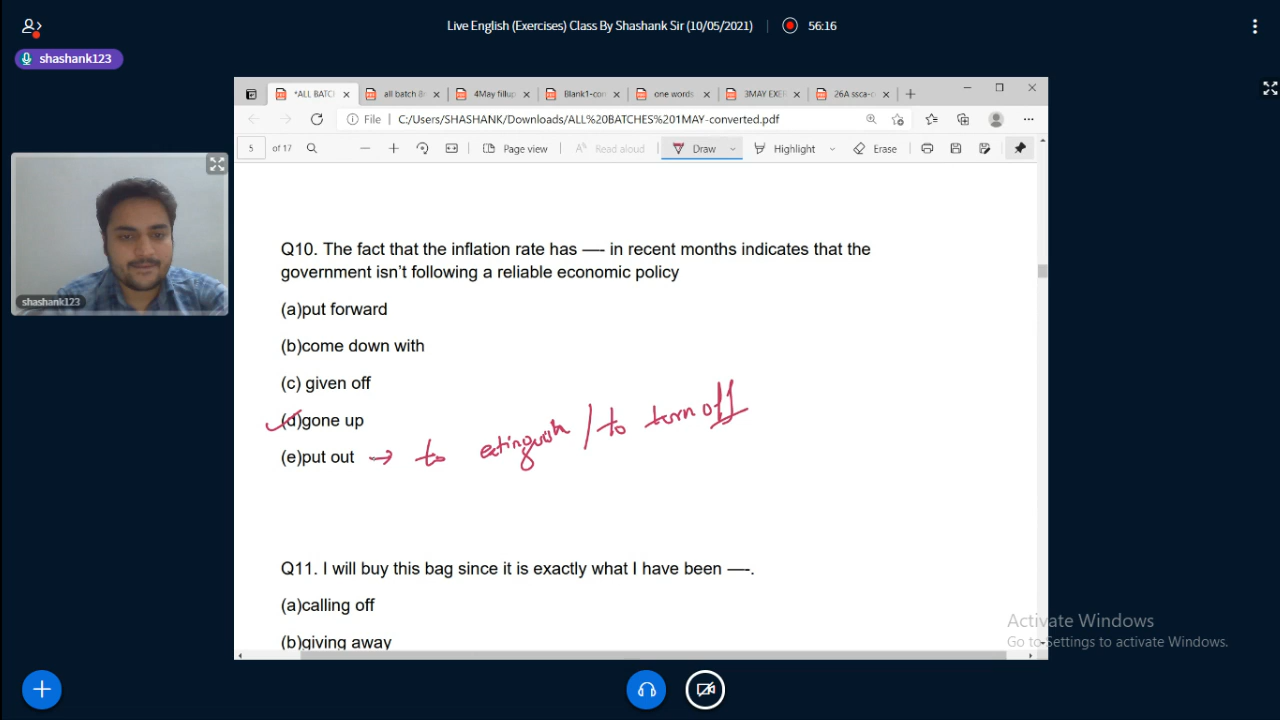 Live English (Exercises) Class By Shashank Sir (10/05/2021)
56:16
shashank123
*ALL BATC
all batch 8
4May fillup
Blank1-con
one words
3MAY EXE
26A ssca-c
File
C:/Users/SHASHANK/Downloads/ALL%20BATCHES%201MAY-converted.pdf
5 of 17
Page view
Read aloud
Draw
Highlight
Erase
shashank123
Q10. The fact that the inflation rate has —- in recent months indicates that the
government isn't following a reliable economic policy
(a)put forward
(b)come down with
(c) given off
(d)gone up
(e)put out → to extinguish / to turn off
Q11. I will buy this bag since it is exactly what I have been —-.
(a)calling off
(b)giving away
Activate Windows
Go to Settings to activate Windows.